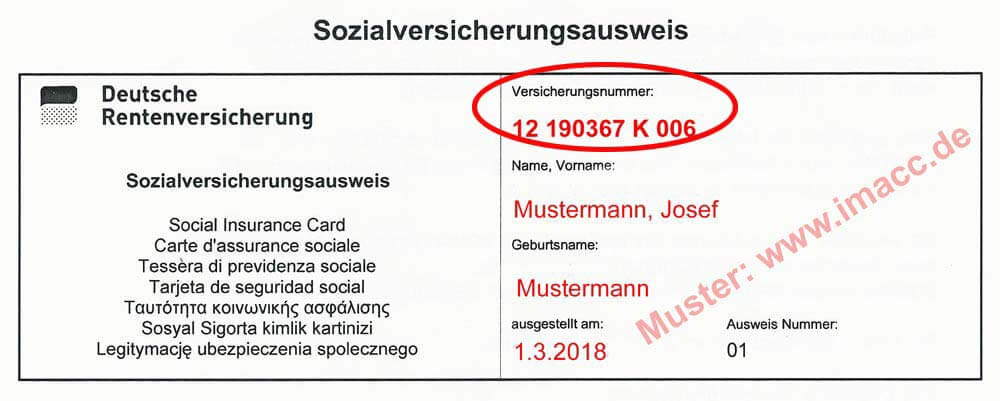 Sozialversicherungsausweis
Deutsche
Rentenversicherung
Sozialversicherungsausweis
Social Insurance Card
Carte d'assurance sociale
Tessèra di previdenza sociale
Tarjeta de seguridad social
Ταυτότητα κοινωνικής ασφάλισης
Sosyal Sigorta kimlik kartinizi
Legitymację ubezpieczenia spolecznego
Versicherungsnummer:
12 190367 K 006
Name, Vorname:
Mustermann, Josef
Geburtsname:
Mustermann
ausgestellt am:
1.3.2018
Ausweis Nummer:
01
Muster: www.imacc.de